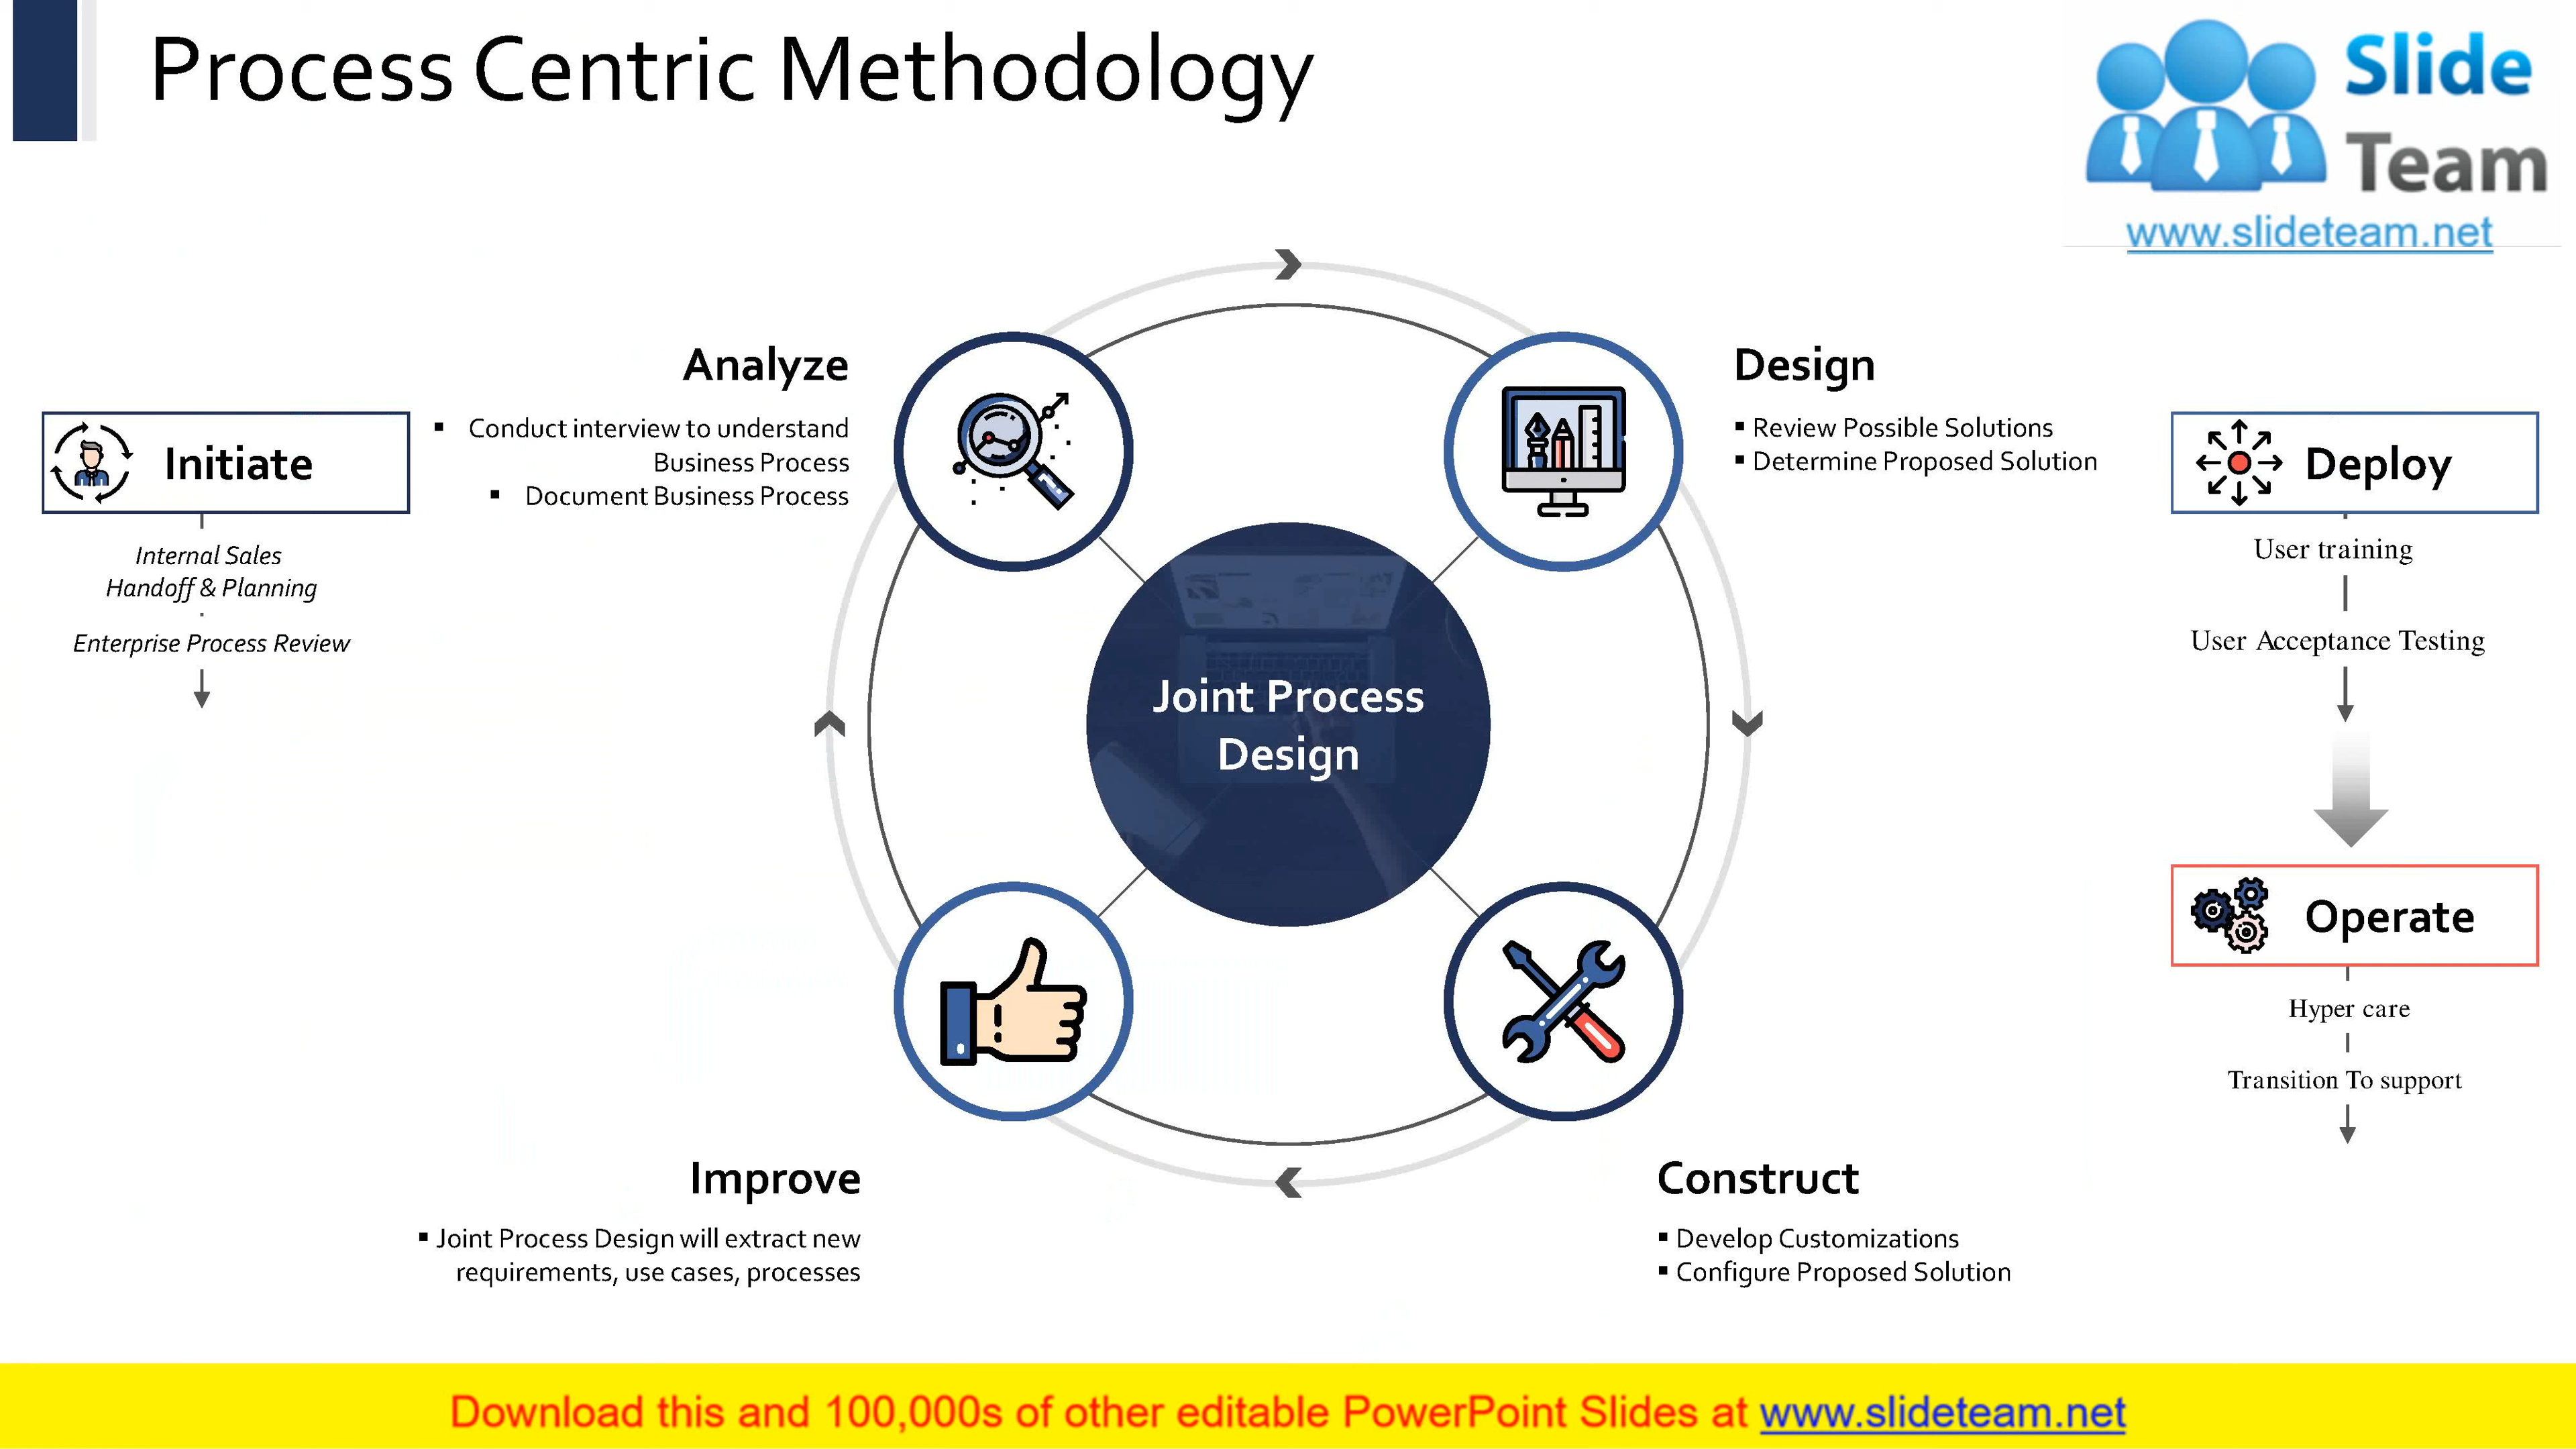 Process Centric Methodology
Slide
Team
www.slideteam.net
Initiate
Internal Sales
Handoff & Planning
Enterprise Process Review
Analyze
▪ Conduct interview to understand
Business Process
▪ Document Business Process
Design
▪ Review Possible Solutions
▪ Determine Proposed Solution
Joint Process
Design
Improve
▪ Joint Process Design will extract new
requirements, use cases, processes
Construct
▪ Develop Customizations
▪ Configure Proposed Solution
Deploy
User training
User Acceptance Testing
Operate
Hyper care
Transition To support
Download this and 100,000s of other editable PowerPoint Slides at www.slideteam.net